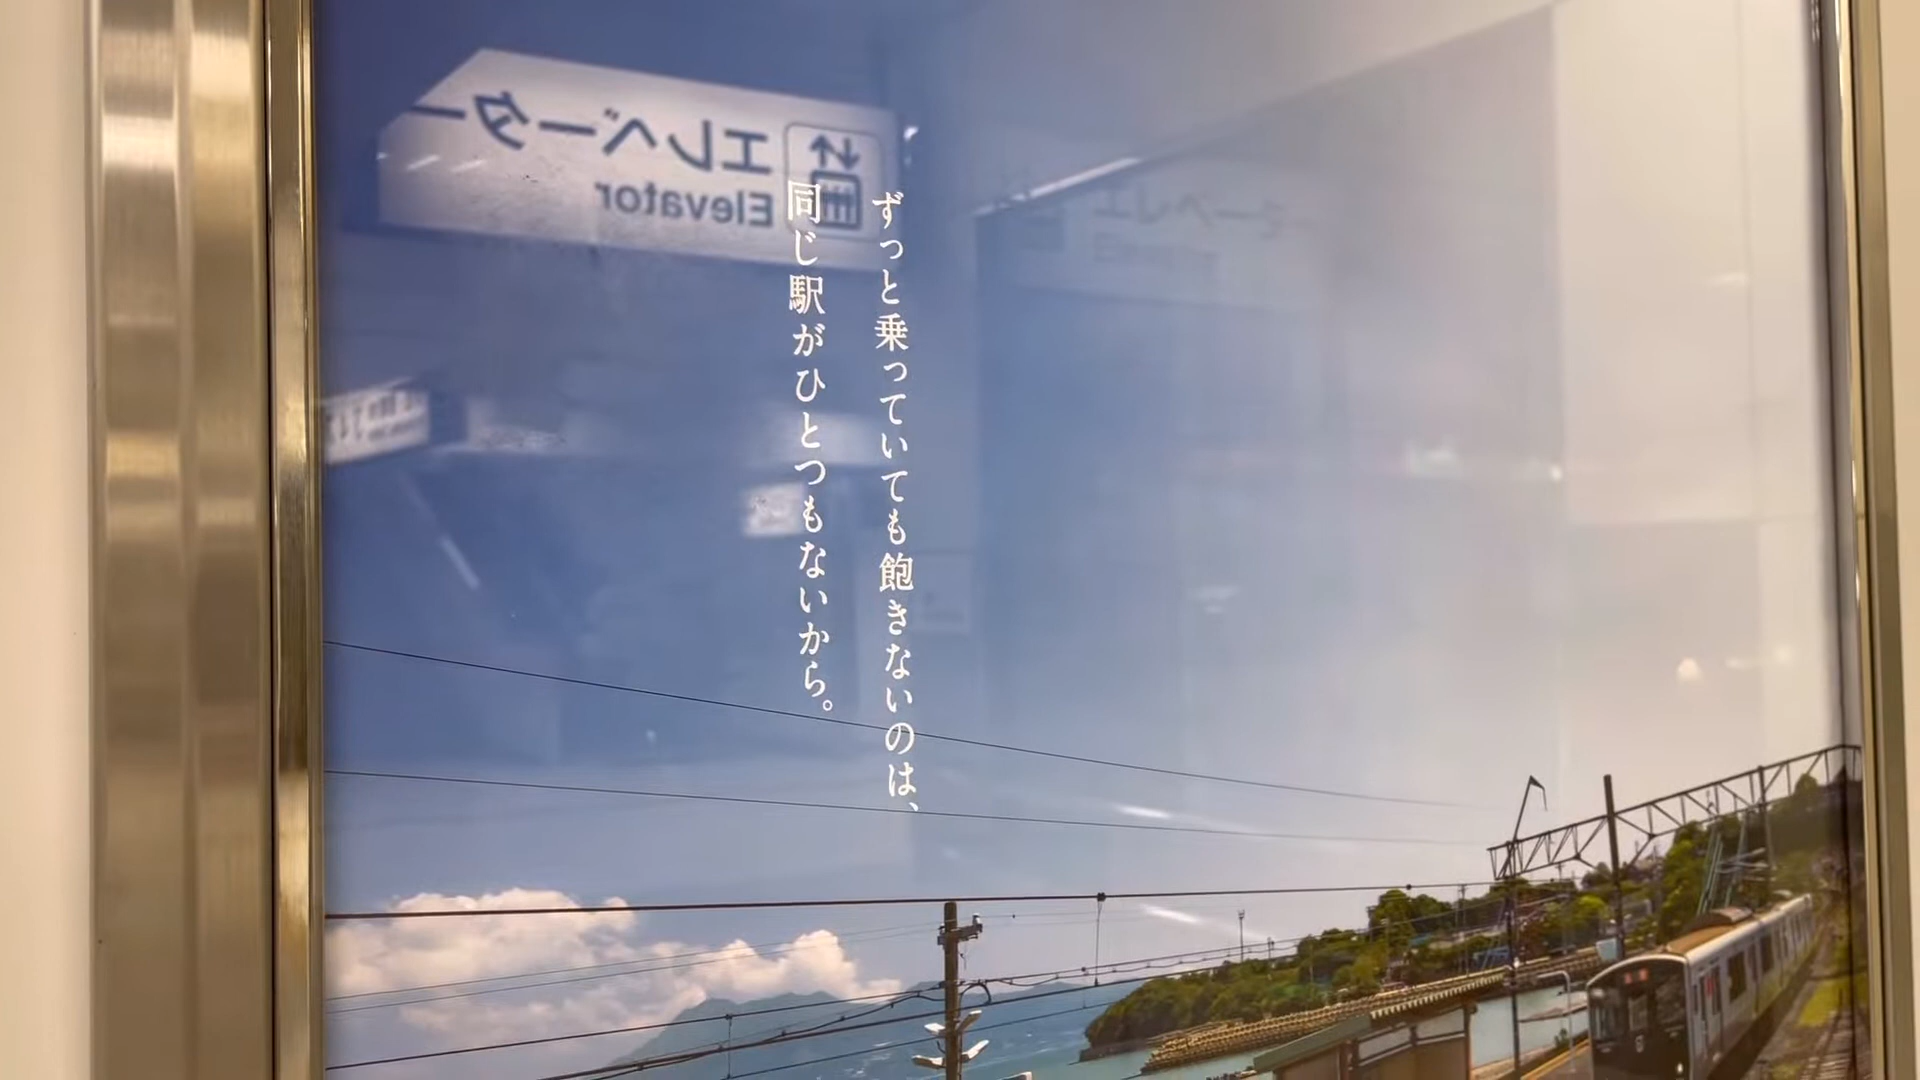 ずっと乗っていても飽きないのは、
同じ駅がひとつもないから。
エレベーター
Elevator